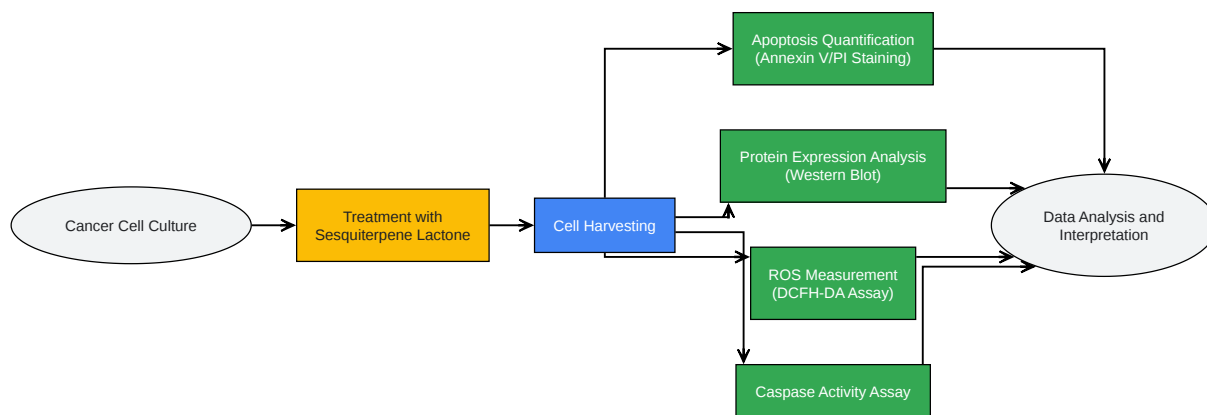 Apoptosis Quantification
(Annexin V/PI Staining)
Protein Expression Analysis
(Western Blot)
Cancer Cell Culture
Treatment with
Sesquiterpene Lactone
Cell Harvesting
Data Analysis and
Interpretation
ROS Measurement
(DCFH-DA Assay)
Caspase Activity Assay